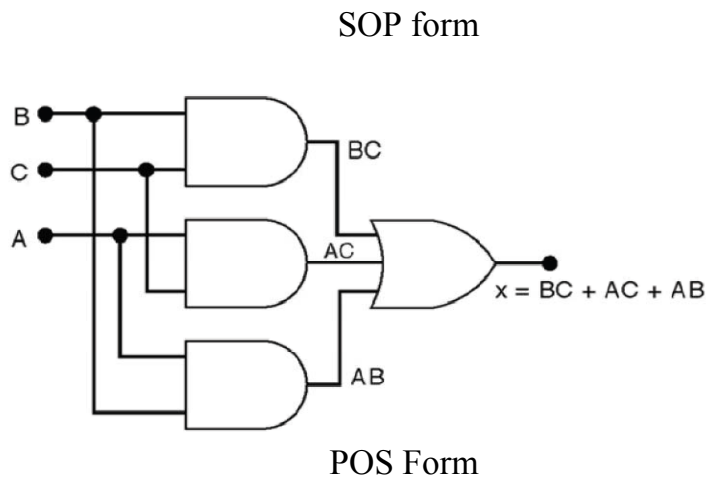 SOP form
B
BC
C
A
AC
x = BC + AC + AB
AB
POS Form